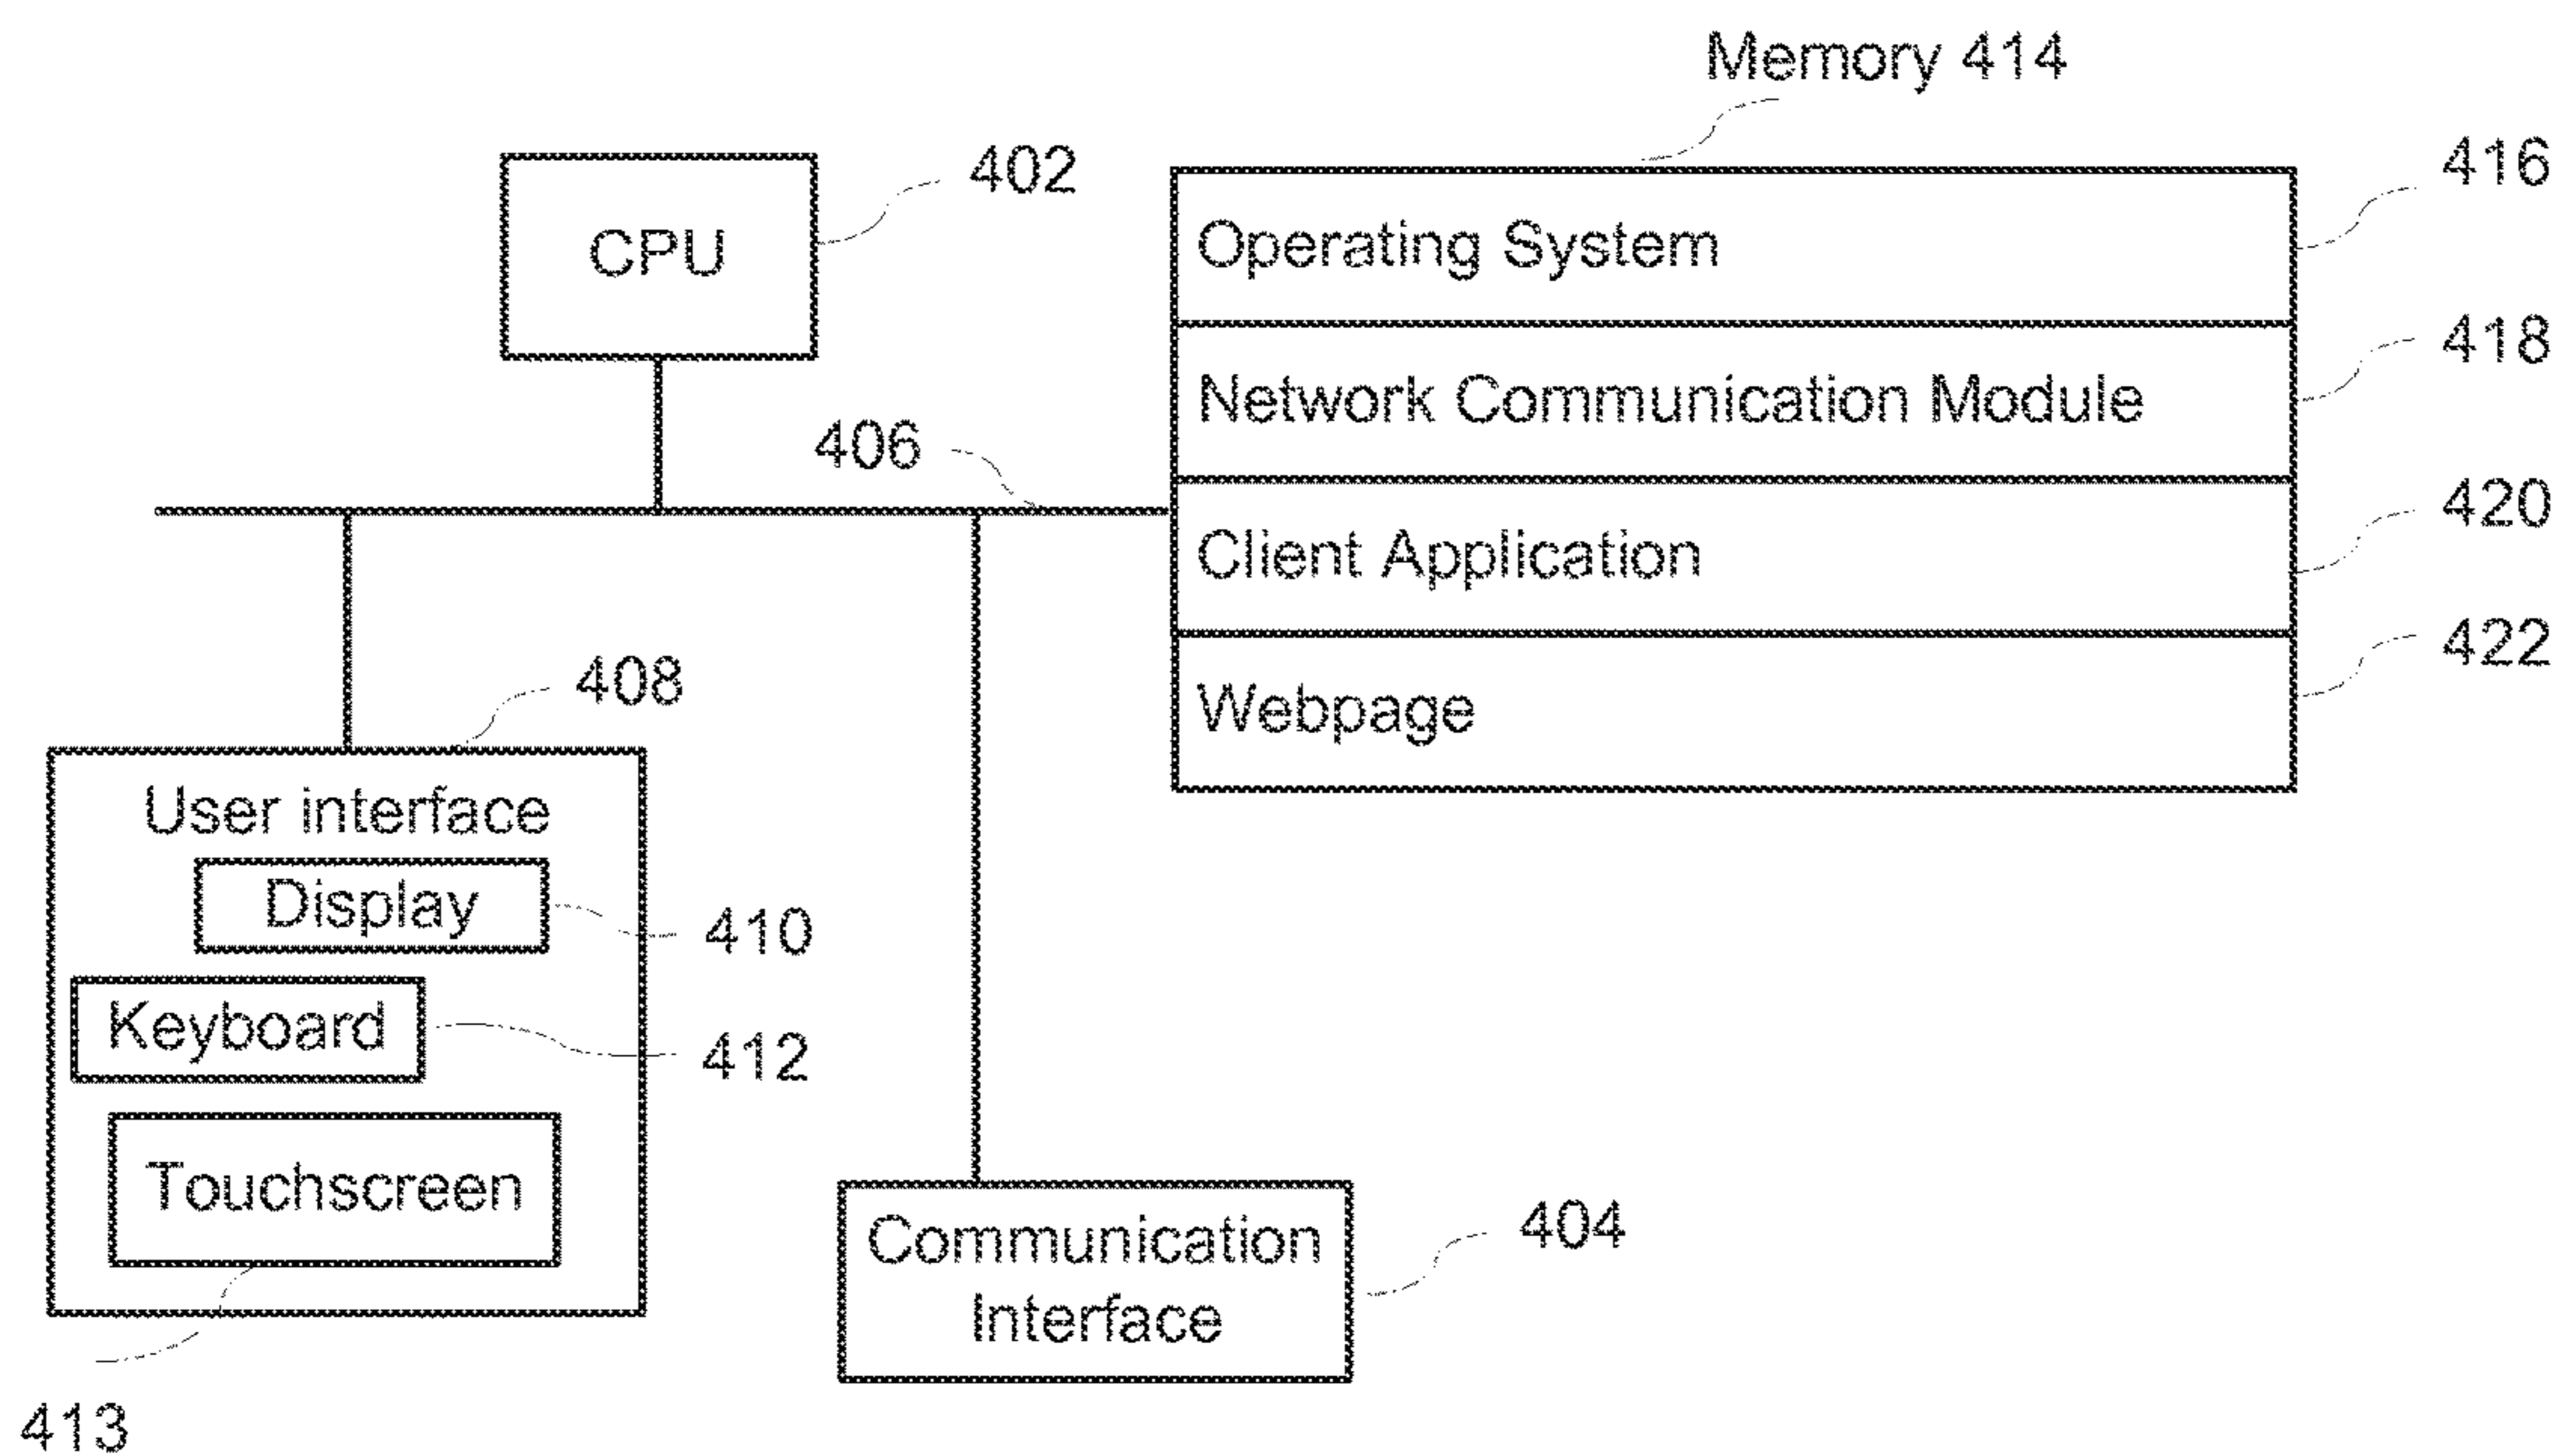 Memory 414
CPU
402
Operating System
416
Network Communication Module
418
406
Client Application
420
Webpage
422
408
User interface
Display
410
Keyboard
412
Touchscreen
413
Communication
Interface
404